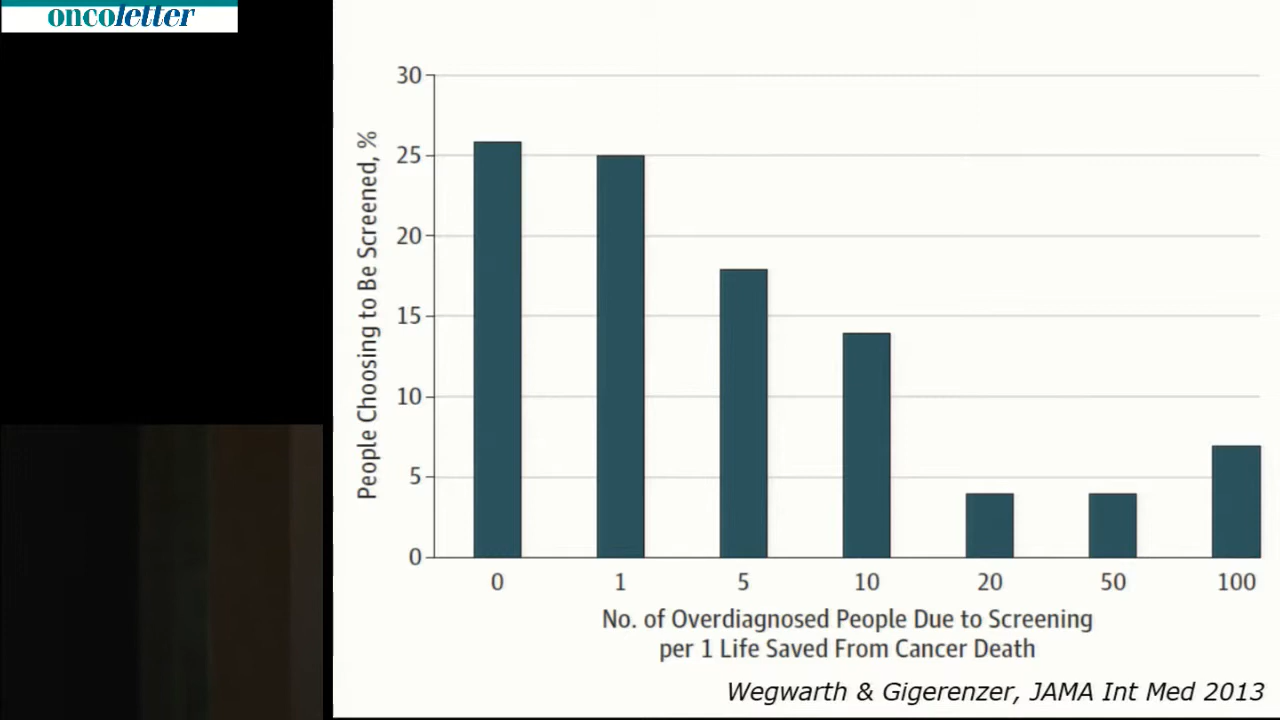 oncoletter
30
25
20
15
10
5
0
People Choosing to Be Screened, %
0 1 5 10 20 50 100
No. of Overdiagnosed People Due to Screening
per 1 Life Saved From Cancer Death
Wegwarth & Gigerenzer, JAMA Int Med 2013